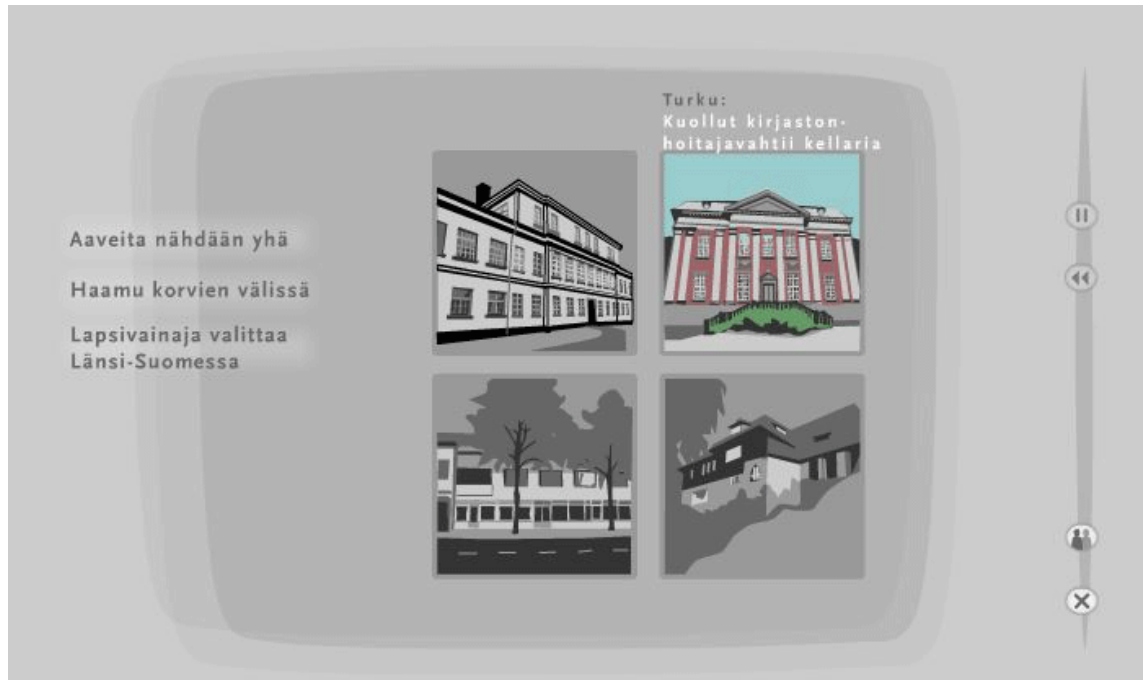 Turku:
Kuollut kirjaston-
hoitajavahtii kellaria
Aaveita nähdään yhä
Haamu korvien välissä
Lapsivainaja valittaa
Länsi-Suomessa